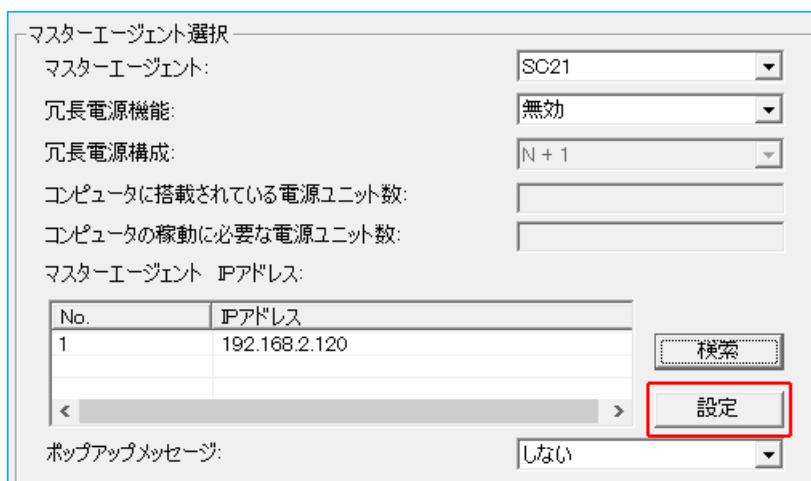 マスターエージェント選択
マスターエージェント: SC21
冗長電源機能: 無効
冗長電源構成: N + 1
コンピュータに搭載されている電源ユニット数:
コンピュータの稼動に必要な電源ユニット数:
マスターエージェント IPアドレス:
No. IPアドレス
1 192.168.2.120
検索
設定
ポップアップメッセージ: しない